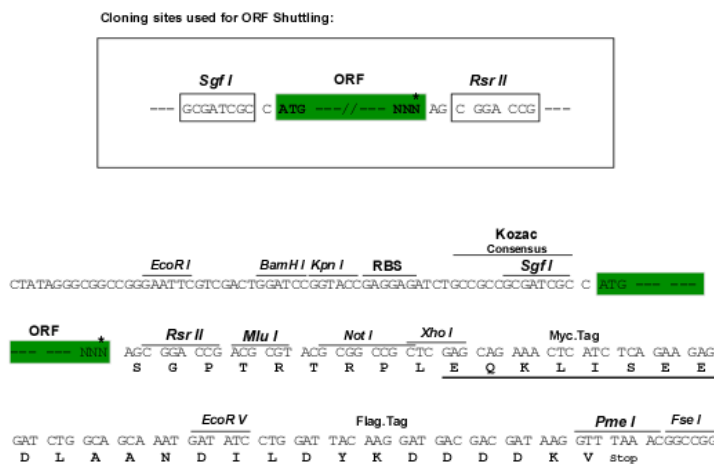 Cloning sites used for ORF Shuttling:
Sgf I ORF Rsr II
--- GCGATCGC C ATG ---//--- NNN AG C GGA CCG ---
*
Kozac
Consensus
EcoR I BamH I Kpn I RBS Sgf I
CTATAGGGCGGCCGGGAATTCGTCGACTGGATCCGGTACCGAGGAGATCTGCCGCCGCGATCGC C ATG --- ---
ORF
*
Rsr II Mlu I Not I Xho I Myc.Tag
--- --- NNN AGC GGA CCG ACG CGT ACG CGG CCG CTC GAG CAG AAA CTC ATC TCA GAA GAG
S G P T R T R P L E Q K L I S E E
EcoR V Flag.Tag Pme I Fse I
GAT CTG GCA GCA AAT GAT ATC CTG GAT TAC AAG GAT GAC GAC GAT AAG GTT TAA ACGGCCGG
D L A A N D I L D Y K D D D D K V Stop